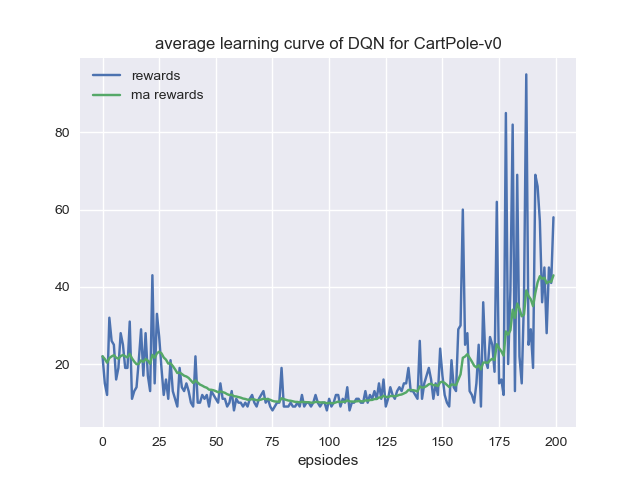 average learning curve of DQN for CartPole-v0
rewards
ma rewards
80
60
40
20
0 25 50 75 100 125 150 175 200
epsiodes